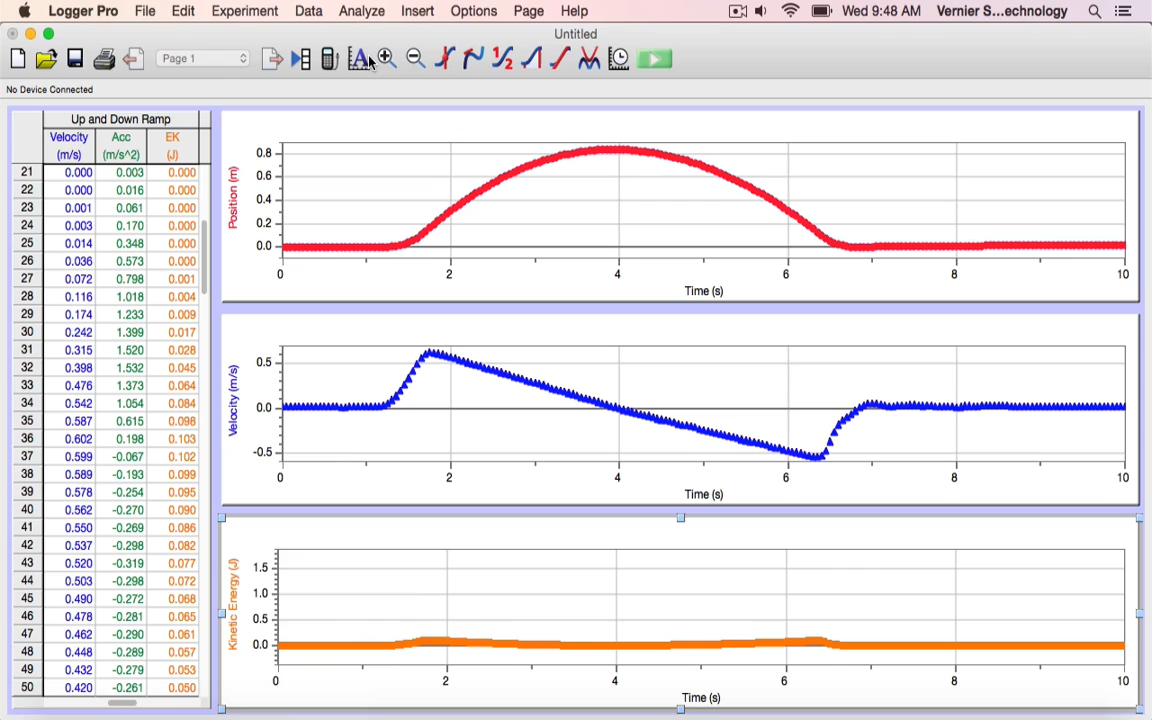 Logger Pro File Edit Experiment Data Analyze Insert Options Page Help Wed 9:48 AM Vernier S...echnology
Untitled
Page 1
No Device Connected
Up and Down Ramp
Velocity Acc EK
(m/s) (m/s^2) (J)
21 0.000 0.003 0.000
22 0.000 0.016 0.000
23 0.001 0.061 0.000
24 0.003 0.170 0.000
25 0.014 0.348 0.000
26 0.036 0.573 0.000
27 0.072 0.798 0.001
28 0.116 1.018 0.004
29 0.174 1.233 0.009
30 0.242 1.399 0.017
31 0.315 1.520 0.028
32 0.398 1.532 0.045
33 0.476 1.373 0.064
34 0.542 1.054 0.084
35 0.587 0.615 0.098
36 0.602 0.198 0.103
37 0.599 -0.067 0.102
38 0.589 -0.193 0.099
39 0.578 -0.254 0.095
40 0.562 -0.270 0.090
41 0.550 -0.269 0.086
42 0.537 -0.298 0.082
43 0.520 -0.319 0.077
44 0.503 -0.298 0.072
45 0.490 -0.272 0.068
46 0.478 -0.281 0.065
47 0.462 -0.290 0.061
48 0.448 -0.289 0.057
49 0.432 -0.279 0.053
50 0.420 -0.261 0.050
Position (m)
0.8
0.6
0.4
0.2
0.0
0 2 4 6 8 10
Time (s)
Velocity (m/s)
0.5
0.0
-0.5
0 2 4 6 8 10
Time (s)
Kinetic Energy (J)
1.5
1.0
0.5
0.0
0 2 4 6 8 10
Time (s)